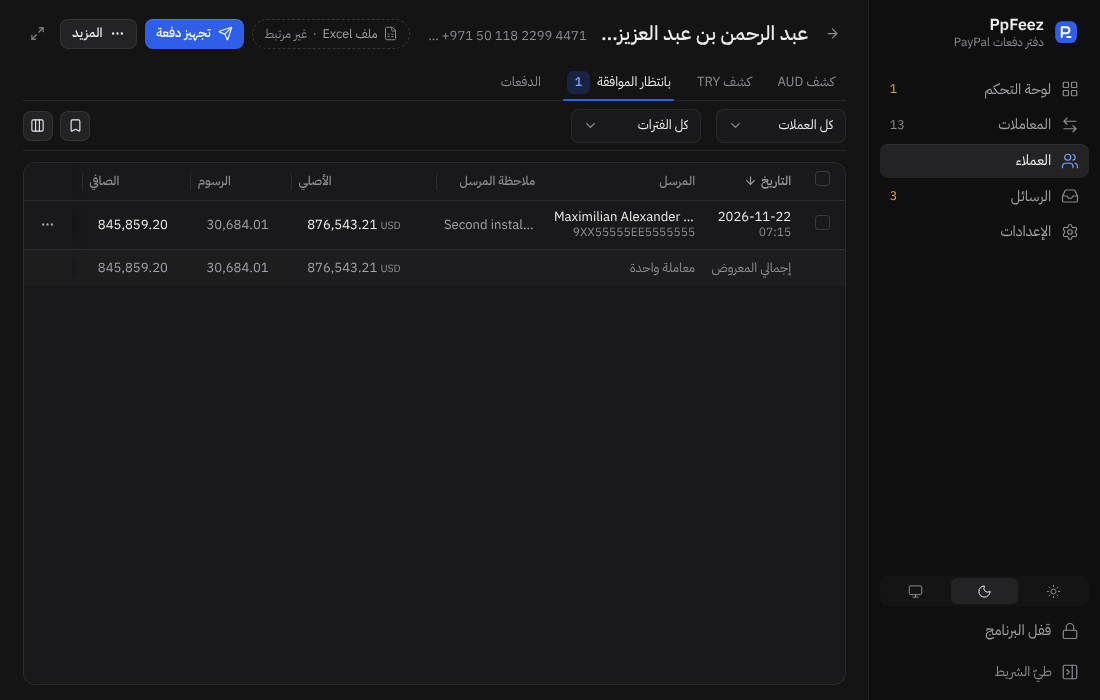 PpFeez
دفتر دفعات PayPal
لوحة التحكم 1
المعاملات 13
العملاء
الرسائل 3
الإعدادات
قفل البرنامج
طيّ الشريط
عبد الرحمن بن عبد العزيز...
+971 50 118 2299 4471 ...
ملف Excel · غير مرتبط
تجهيز دفعة
المزيد
كشف AUD
كشف TRY
بانتظار الموافقة 1
الدفعات
كل العملات
كل الفترات
التاريخ المرسل ملاحظة المرسل الأصلي الرسوم الصافي
2026-11-22 Maximilian Alexander ... Second instal... 876,543.21 USD 30,684.01 845,859.20
07:15 9XX55555EE5555555
إجمالي المعروض معاملة واحدة 876,543.21 USD 30,684.01 845,859.20